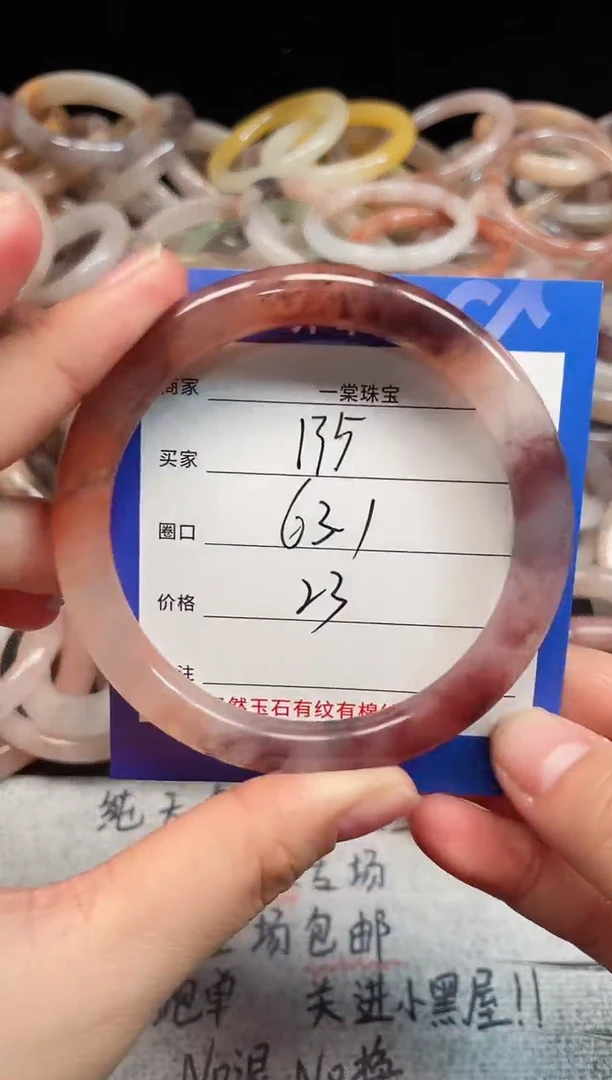 商家 一棠珠宝
买家 135
圈口 63.1
价格 23
注
然玉石有纹有棉
纯天
专场
场包邮
跑单 关进小黑屋!!
No退 No换